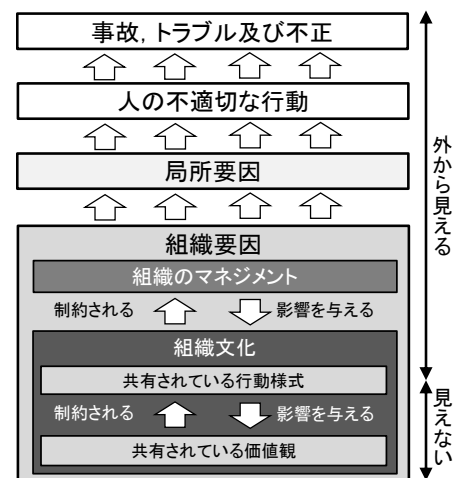 事故，トラブル及び不正
人の不適切な行動
局所要因
組織要因
組織のマネジメント
制約される
影響を与える
組織文化
共有されている行動様式
制約される
影響を与える
共有されている価値観
外から見える
見えない